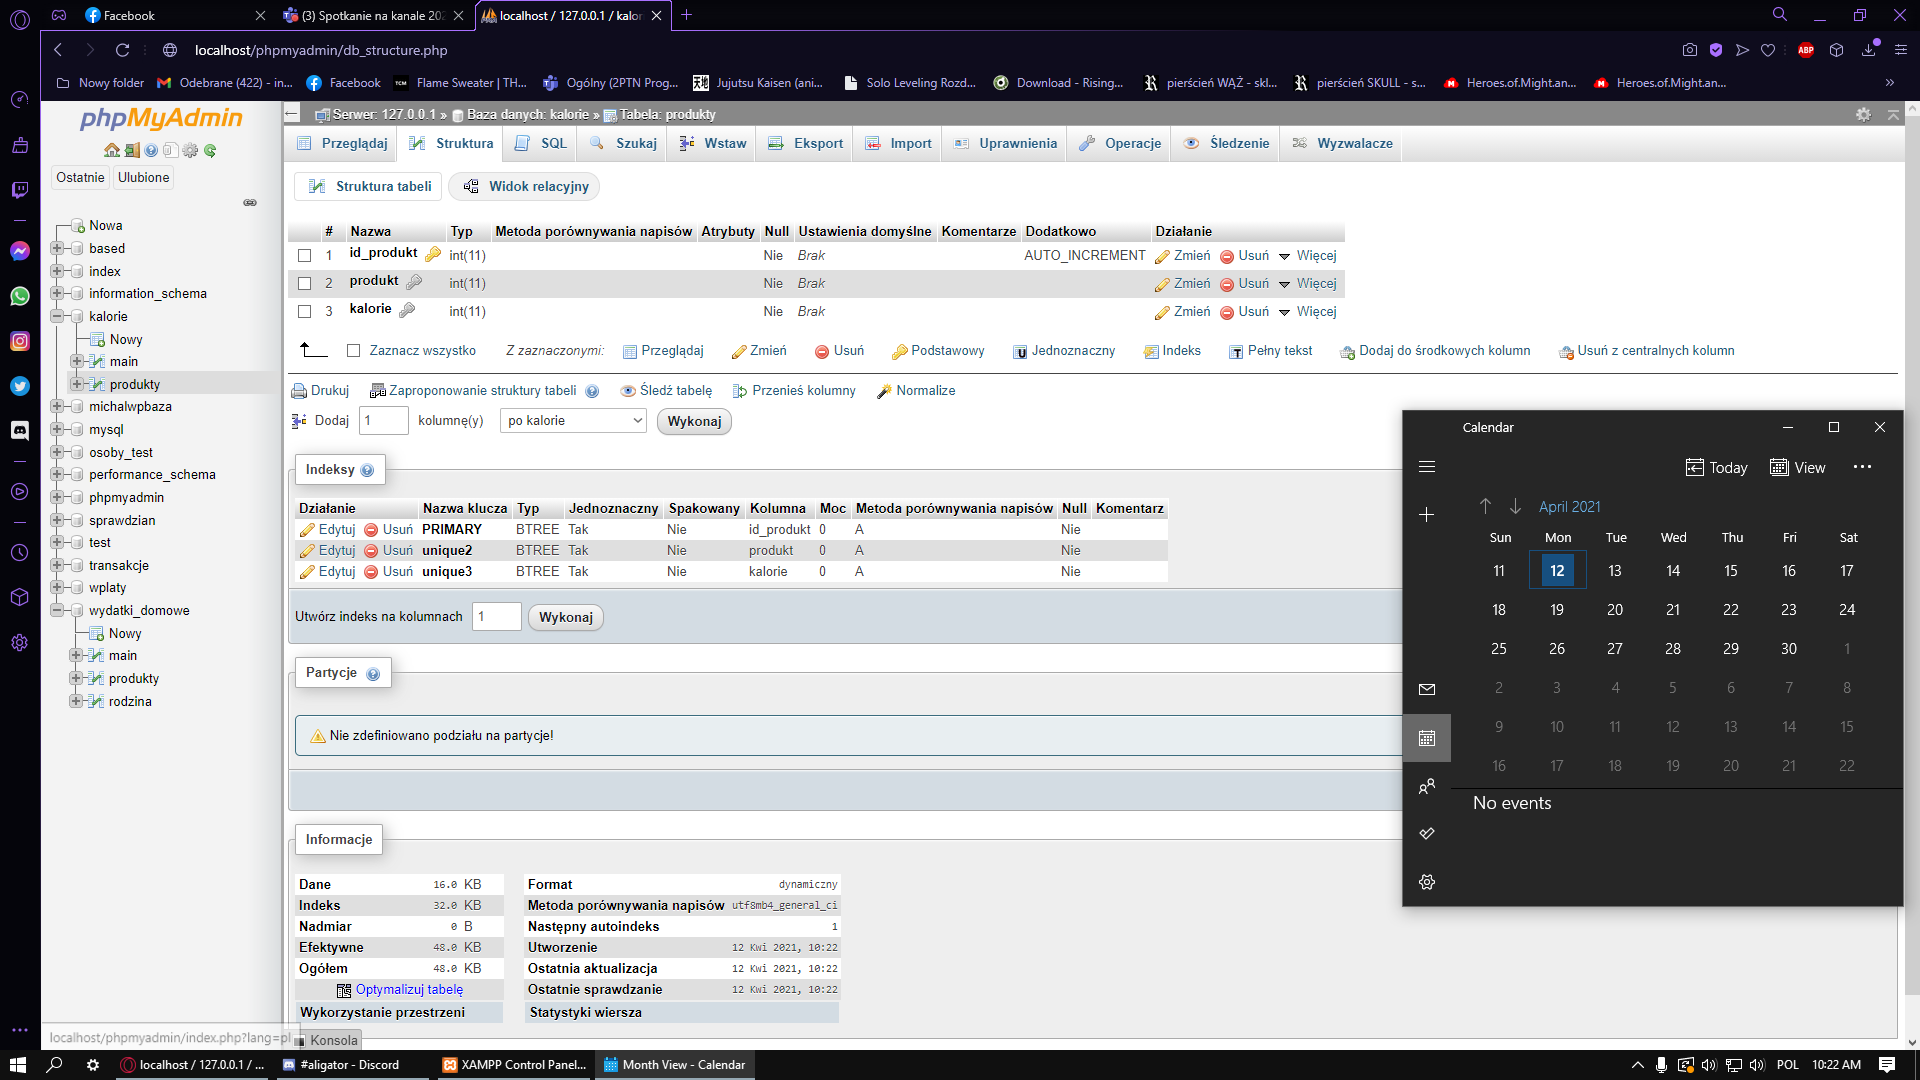 Facebook
(3) Spotkanie na kanale 202
localhost / 127.0.0.1 / kalor
localhost/phpmyadmin/db_structure.php
ABP
Nowy folder
Odebrane (422) - in...
Facebook
Flame Sweater | TH...
Ogólny (2PTN Prog...
Jujutsu Kaisen (ani...
Solo Leveling Rozd...
Download - Rising...
pierścień WĄŻ - skl...
pierścień SKULL - s...
Heroes.of.Might.an...
Heroes.of.Might.an...
phpMyAdmin
Ostatnie Ulubione
Nowa
based
index
information_schema
kalorie
Nowy
main
produkty
michalwpbaza
mysql
osoby_test
performance_schema
phpmyadmin
sprawdzian
test
transakcje
wplaty
wydatki_domowe
Nowy
main
produkty
rodzina
localhost/phpmyadmin/index.php?lang=pl
Serwer: 127.0.0.1 » Baza danych: kalorie » Tabela: produkty
Przeglądaj Struktura SQL Szukaj Wstaw Eksport Import Uprawnienia Operacje Śledzenie Wyzwalacze
Struktura tabeli Widok relacyjny
# Nazwa Typ Metoda porównywania napisów Atrybuty Null Ustawienia domyślne Komentarze Dodatkowo Działanie
1 id_produkt int(11) Nie Brak AUTO_INCREMENT Zmień Usuń Więcej
2 produkt int(11) Nie Brak Zmień Usuń Więcej
3 kalorie int(11) Nie Brak Zmień Usuń Więcej
Zaznacz wszystko Z zaznaczonymi: Przeglądaj Zmień Usuń Podstawowy Jednoznaczny Indeks Pełny tekst Dodaj do środkowych kolumn Usuń z centralnych kolumn
Drukuj Zaproponowanie struktury tabeli Śledź tabelę Przenieś kolumny Normalize
Dodaj 1 kolumnę(y) po kalorie Wykonaj
Indeksy
Działanie Nazwa klucza Typ Jednoznaczny Spakowany Kolumna Moc Metoda porównywania napisów Null Komentarz
Edytuj Usuń PRIMARY BTREE Tak Nie id_produkt 0 A Nie
Edytuj Usuń unique2 BTREE Tak Nie produkt 0 A Nie
Edytuj Usuń unique3 BTREE Tak Nie kalorie 0 A Nie
Utwórz indeks na kolumnach 1 Wykonaj
Partycje
Nie zdefiniowano podziału na partycje!
Informacje
Dane 16.0 KB
Indeks 32.0 KB
Nadmiar 0 B
Efektywne 48.0 KB
Ogółem 48.0 KB
Optymalizuj tabelę
Wykorzystanie przestrzeni
Format dynamiczny
Metoda porównywania napisów utf8mb4_general_ci
Następny autoindeks 1
Utworzenie 12 Kwi 2021, 10:22
Ostatnia aktualizacja 12 Kwi 2021, 10:22
Ostatnie sprawdzanie 12 Kwi 2021, 10:22
Statystyki wiersza
Konsola
Calendar
Today View
April 2021
Sun Mon Tue Wed Thu Fri Sat
11 12 13 14 15 16 17
18 19 20 21 22 23 24
25 26 27 28 29 30 1
2 3 4 5 6 7 8
9 10 11 12 13 14 15
16 17 18 19 20 21 22
No events
localhost / 127.0.0.1 / ...
#aligator - Discord
XAMPP Control Panel...
Month View - Calendar
POL
10:22 AM